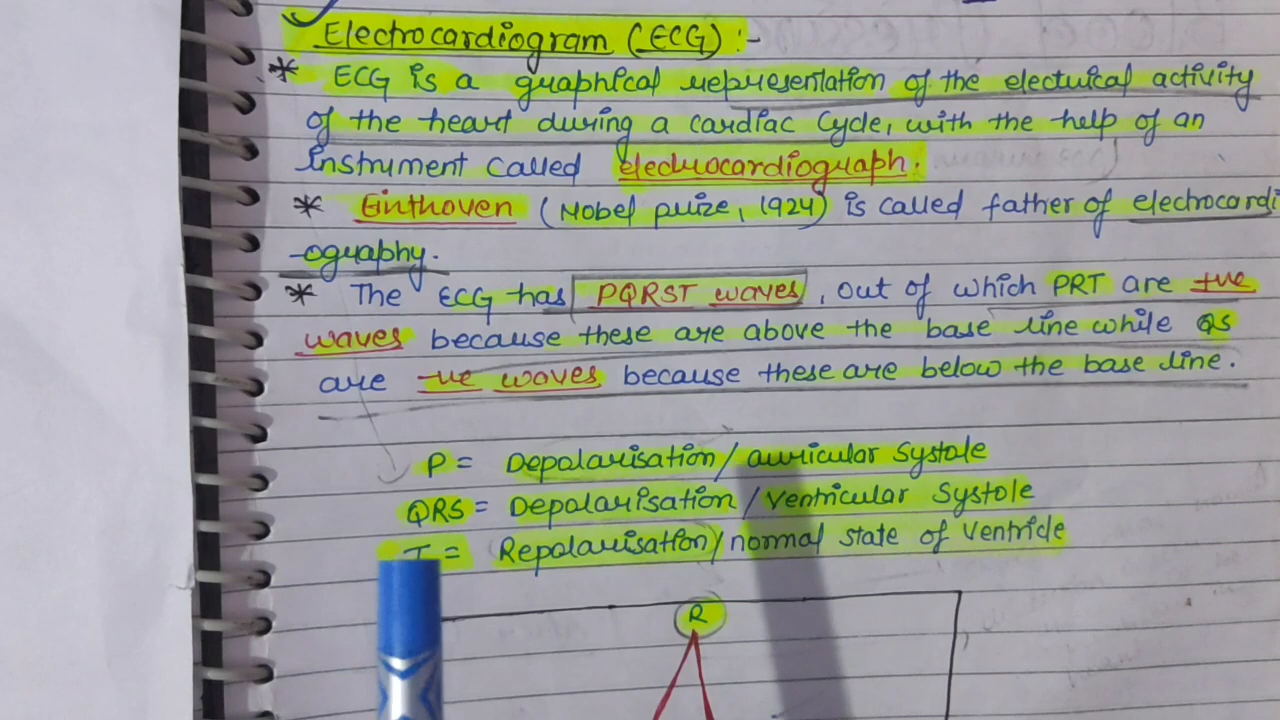 Electrocardiogram (ECG) :-
* ECG is a graphical representation of the electrical activity
of the heart during a cardiac cycle, with the help of an
instrument called electrocardiograph.
* Einthoven (Nobel prize, 1924) is called father of electrocardi
-ography.
* The ECG has PQRST waves, out of which PRT are +ve
waves because these are above the base line while QS
are -ve waves because these are below the base line.
P = Depolarisation/ auricular systole
QRS = Depolarisation/ ventricular systole
T = Repolarisation/ normal state of ventricle
R